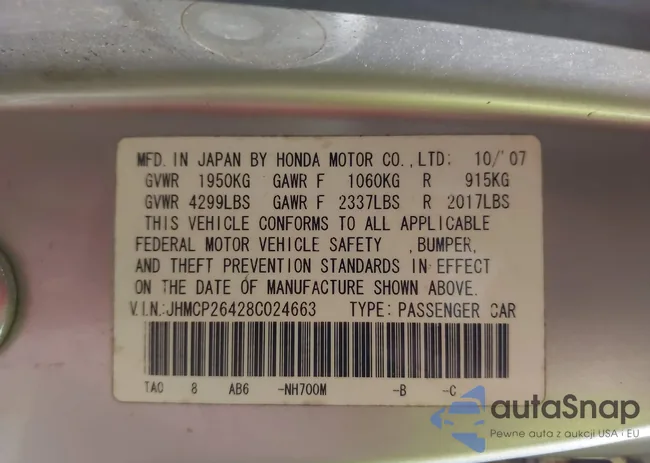 MFD. IN JAPAN BY HONDA MOTOR CO., LTD; 10/'07
GVWR 1950KG GAWR F 1060KG R 915KG
GVWR 4299LBS GAWR F 2337LBS R 2017LBS
THIS VEHICLE CONFORMS TO ALL APPLICABLE
FEDERAL MOTOR VEHICLE SAFETY ,BUMPER,
AND THEFT PREVENTION STANDARDS IN EFFECT
ON THE DATE OF MANUFACTURE SHOWN ABOVE.
V.I.N.:JHMCP26428C024663 TYPE: PASSENGER CAR
TA0 8 AB6 -NH700M -B -C
autaSnap
Pewne auta z aukcji USA i EU